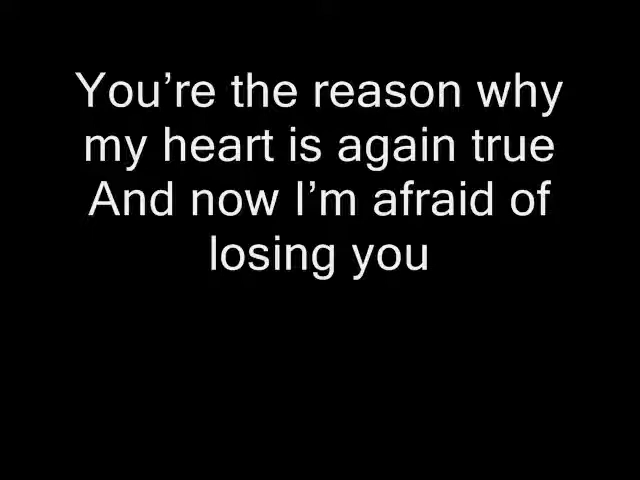 You’re the reason why
my heart is again true
And now I’m afraid of
losing you